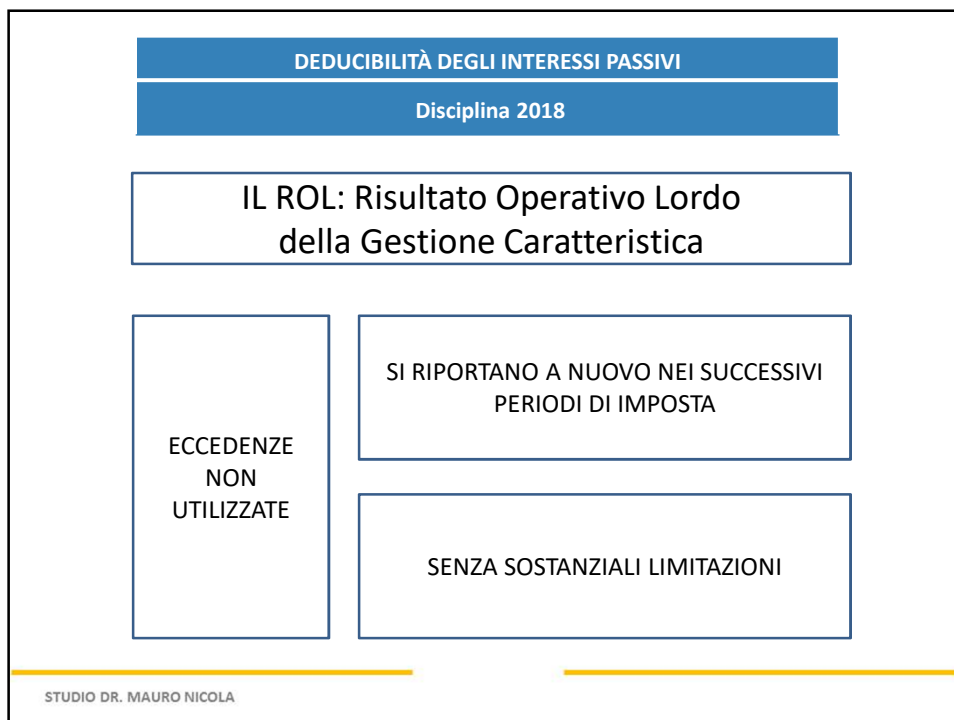 DEDUCIBILITÀ DEGLI INTERESSI PASSIVI
Disciplina 2018
IL ROL: Risultato Operativo Lordo
della Gestione Caratteristica
ECCEDENZE
NON
UTILIZZATE
SI RIPORTANO A NUOVO NEI SUCCESSIVI
PERIODI DI IMPOSTA
SENZA SOSTANZIALI LIMITAZIONI
STUDIO DR. MAURO NICOLA